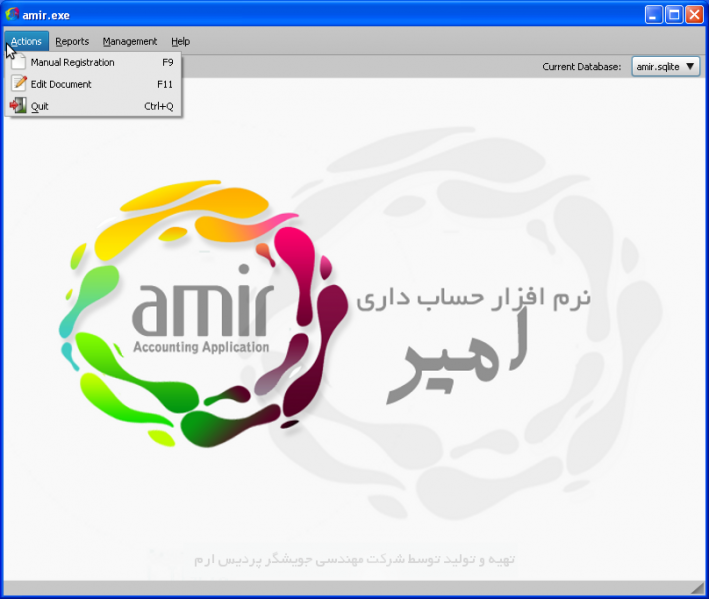 amir.exe
Actions Reports Management Help
Manual Registration F9
Current Database: amir.sqlite
Edit Document F11
Quit Ctrl+Q
amir
Accounting Application
نرم افزار حساب داری
امیر
تهیه و تولید توسط شرکت مهندسی جویشگر پردیس ارم